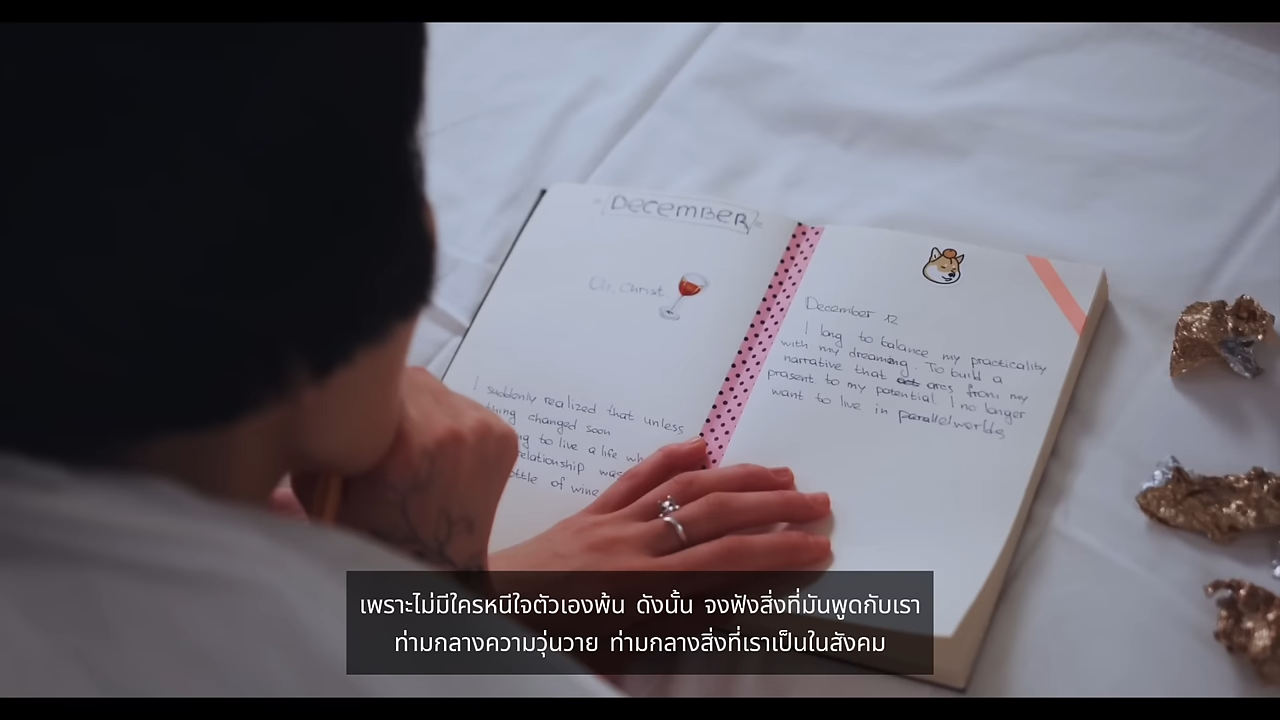 DECEMBER
Oh, Christ.
I suddenly realized that unless
thing changed soon
ng to live a life wh
relationship was
ottle of wine
December 12
I long to balance my practicality
with my dreaming. To build a
narrative that arcs from my
present to my potential. I no longer
want to live in parallel worlds
เพราะไม่มีใครหนีใจตัวเองพ้น ดังนั้น จงฟังสิ่งที่มันพูดกับเรา
ท่ามกลางความวุ่นวาย ท่ามกลางสิ่งที่เราเป็นในสังคม